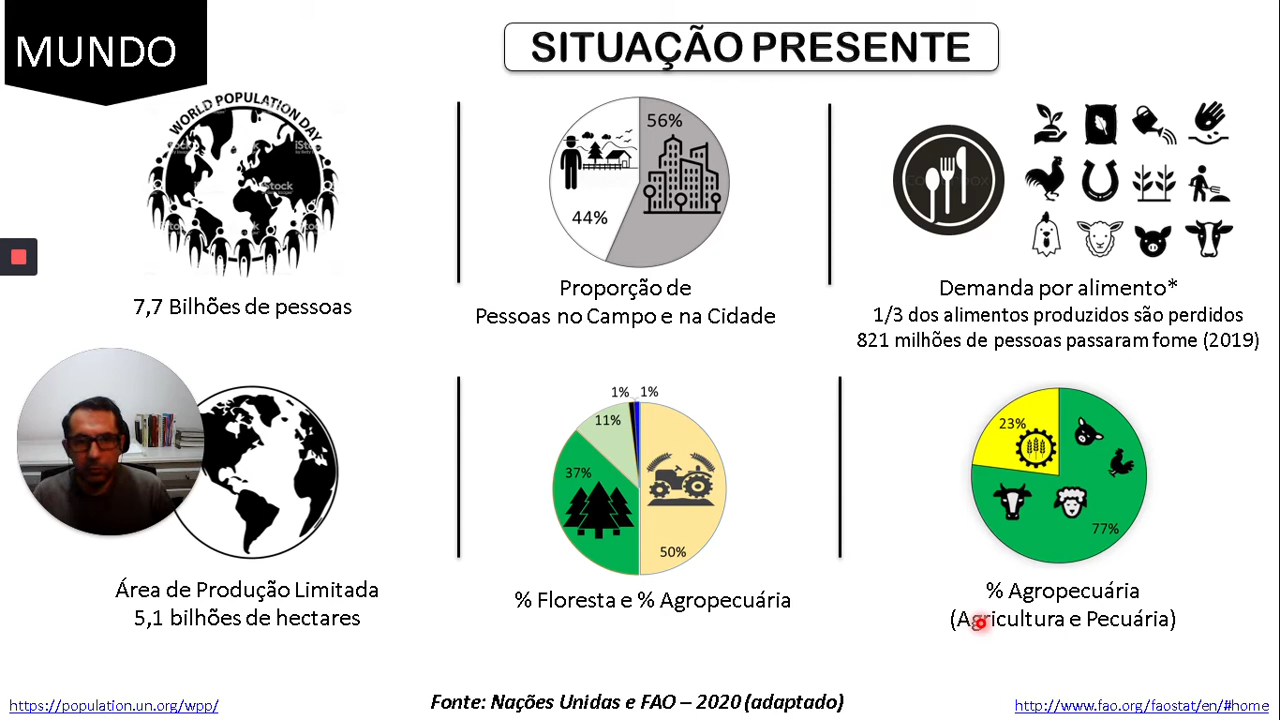 MUNDO
SITUAÇÃO PRESENTE
WORLD POPULATION DAY
iStock
7,7 Bilhões de pessoas
56%
44%
Proporção de
Pessoas no Campo e na Cidade
Demanda por alimento*
1/3 dos alimentos produzidos são perdidos
821 milhões de pessoas passaram fome (2019)
Área de Produção Limitada
5,1 bilhões de hectares
1%
1%
11%
37%
50%
% Floresta e % Agropecuária
23%
77%
% Agropecuária
(Agricultura e Pecuária)
https://population.un.org/wpp/
Fonte: Nações Unidas e FAO – 2020 (adaptado)
http://www.fao.org/faostat/en/#home